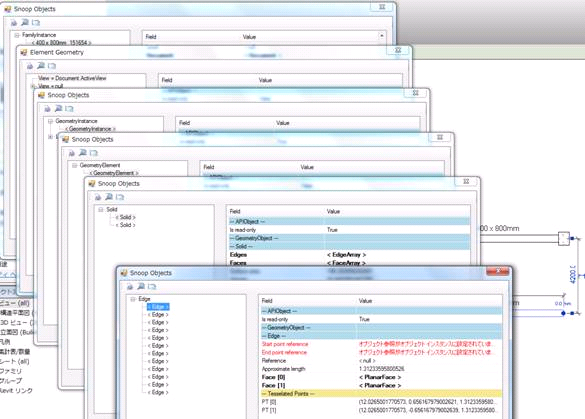 Snoop Objects
FamilyInstance
< 400 x 800mm 151654 >
Field Value
Element Geometry
View = Document.ActiveView
View = null
Field Value
Snoop Objects
GeometryInstance
< GeometryInstance >
Field Value
Snoop Objects
GeometryElement
< GeometryElement >
Field Value
Snoop Objects
Solid
< Solid >
< Solid >
Field Value
--- APIObject ---
Is read-only True
--- GeometryObject ---
--- Solid ---
Edges < EdgeArray >
Faces < FaceArray >
00 x 800mm
4200
Snoop Objects
Edge
< Edge >
< Edge >
< Edge >
< Edge >
< Edge >
< Edge >
< Edge >
< Edge >
< Edge >
< Edge >
< Edge >
< Edge >
Field Value
--- APIObject ---
Is read-only True
--- GeometryObject ---
--- Edge ---
Start point reference オブジェクト参照がオブジェクト インスタンスに設定されていま...
End point reference オブジェクト参照がオブジェクト インスタンスに設定されていま...
Reference < null >
Approximate length 1.31233595800526
Face [0] < PlanarFace >
Face [1] < PlanarFace >
--- Tesselated Points ---
PT [0] (12.0265001770573, 0.656167979002621, 1.3123359580...
PT [1] (12.0265001770573, 0.656167979002639, 1.3123359580...
ビュー (all)
構造平面図
3D ビュー
立面図
凡例
集計表/数量
シート (all)
ファミリ
グループ
Revit リンク